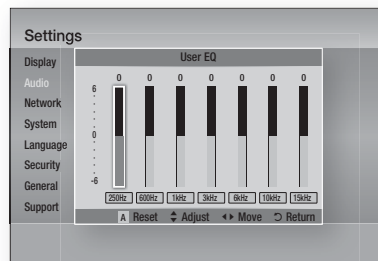 Settings
Display
Audio
Network
System
Language
Security
General
Support
User EQ
0 0 0 0 0 0 0
6
0
-6
250Hz 600Hz 1kHz 3kHz 6kHz 10kHz 15kHz
A Reset Adjust Move Return